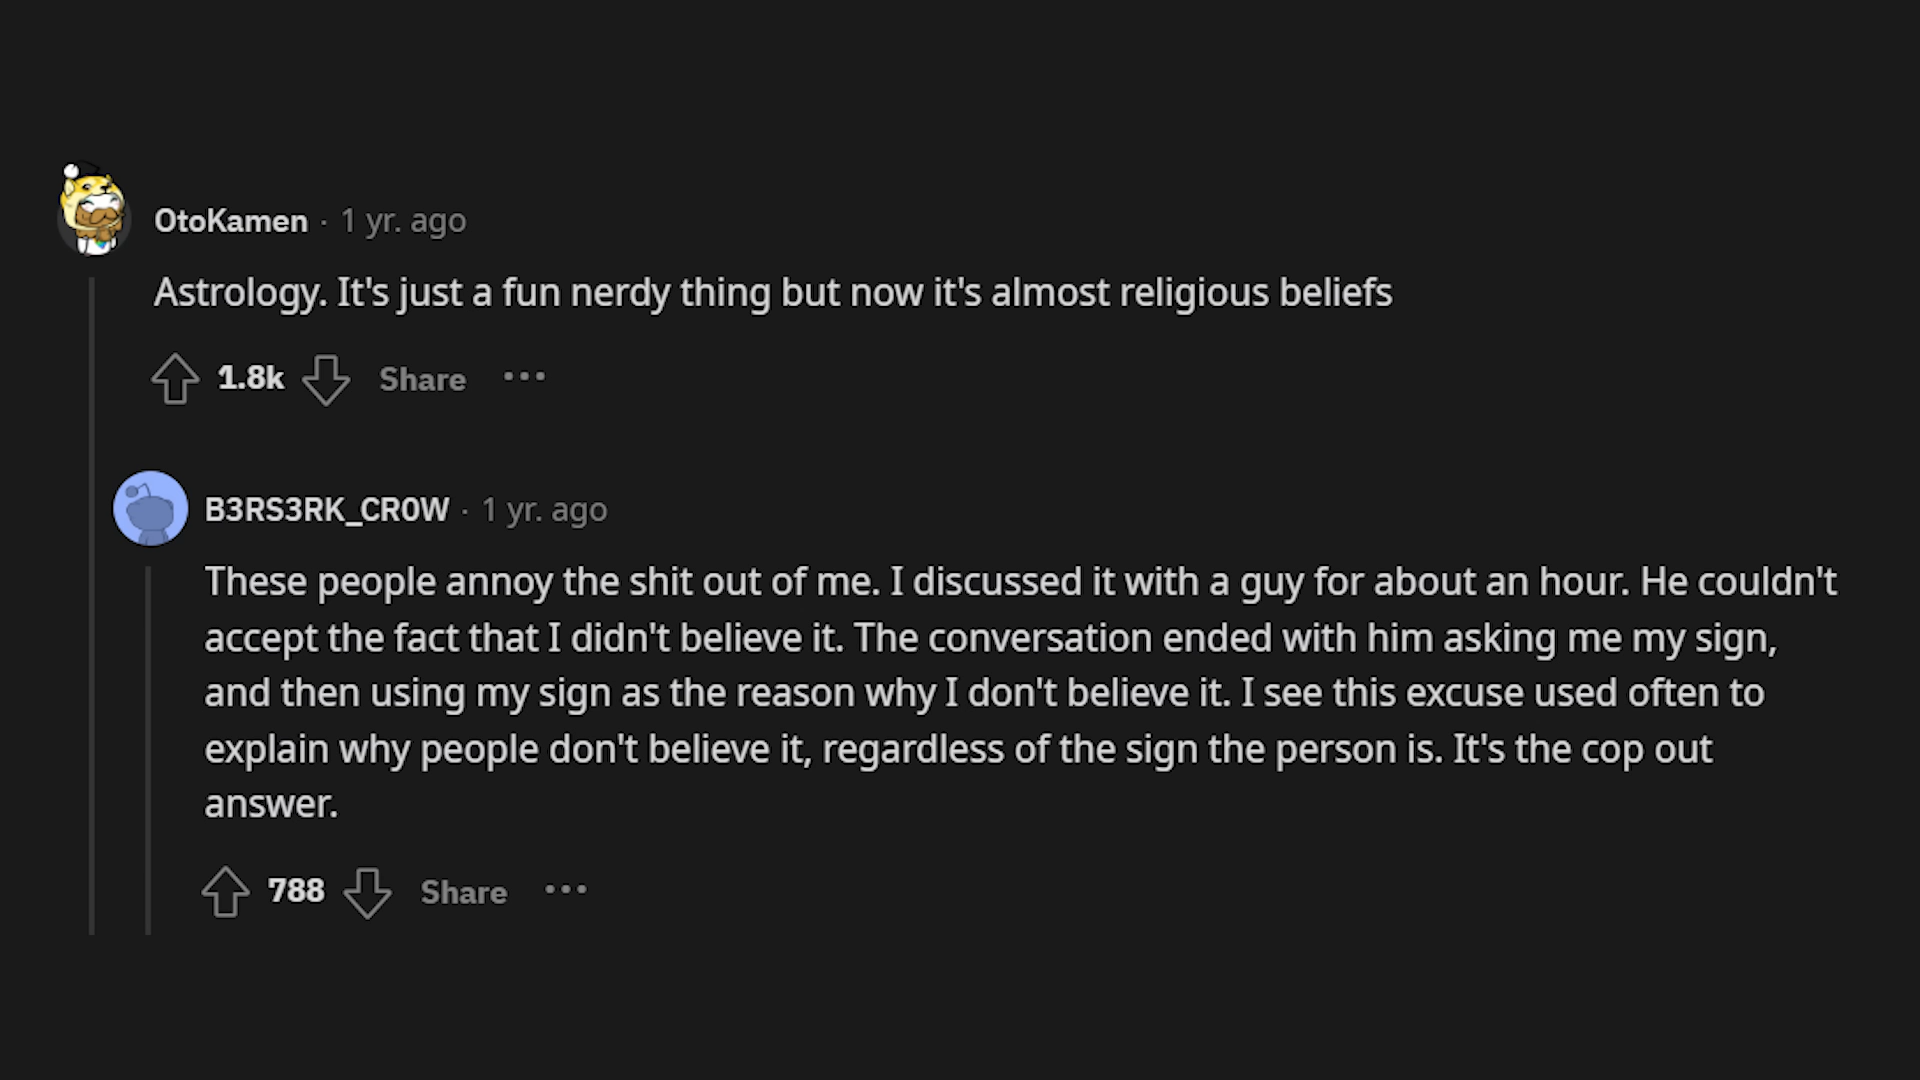 OtoKamen · 1 yr. ago
Astrology. It's just a fun nerdy thing but now it's almost religious beliefs
1.8k Share ···
B3RS3RK_CR0W · 1 yr. ago
These people annoy the shit out of me. I discussed it with a guy for about an hour. He couldn't
accept the fact that I didn't believe it. The conversation ended with him asking me my sign,
and then using my sign as the reason why I don't believe it. I see this excuse used often to
explain why people don't believe it, regardless of the sign the person is. It's the cop out
answer.
788 Share ···